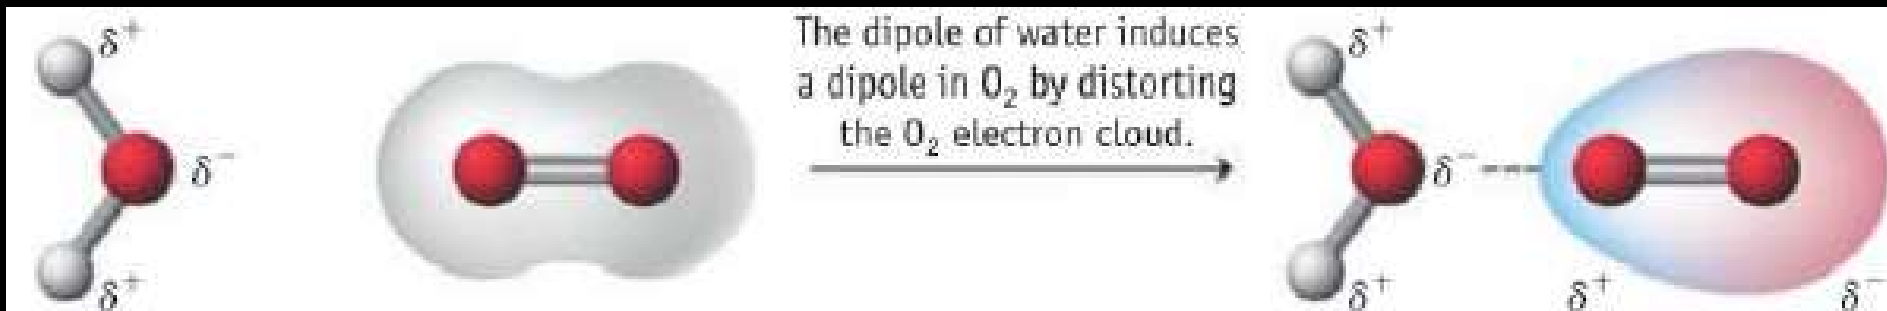 δ+
δ−
δ+
The dipole of water induces
a dipole in O₂ by distorting
the O₂ electron cloud.
δ+
δ−
δ+
δ+
δ−